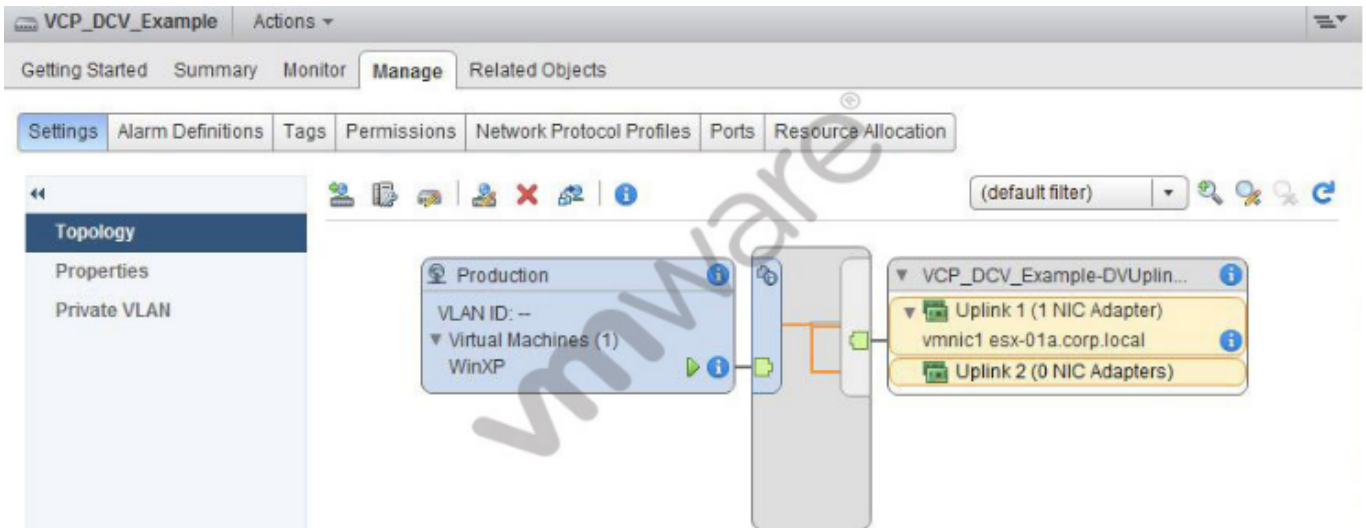 VCP_DCV_Example Actions
Getting Started Summary Monitor Manage Related Objects
Settings Alarm Definitions Tags Permissions Network Protocol Profiles Ports Resource Allocation
(default filter)
Topology
Properties
Private VLAN
Production
VLAN ID: --
Virtual Machines (1)
WinXP
VCP_DCV_Example-DVUplin...
Uplink 1 (1 NIC Adapter)
vmnic1 esx-01a.corp.local
Uplink 2 (0 NIC Adapters)
vmware®